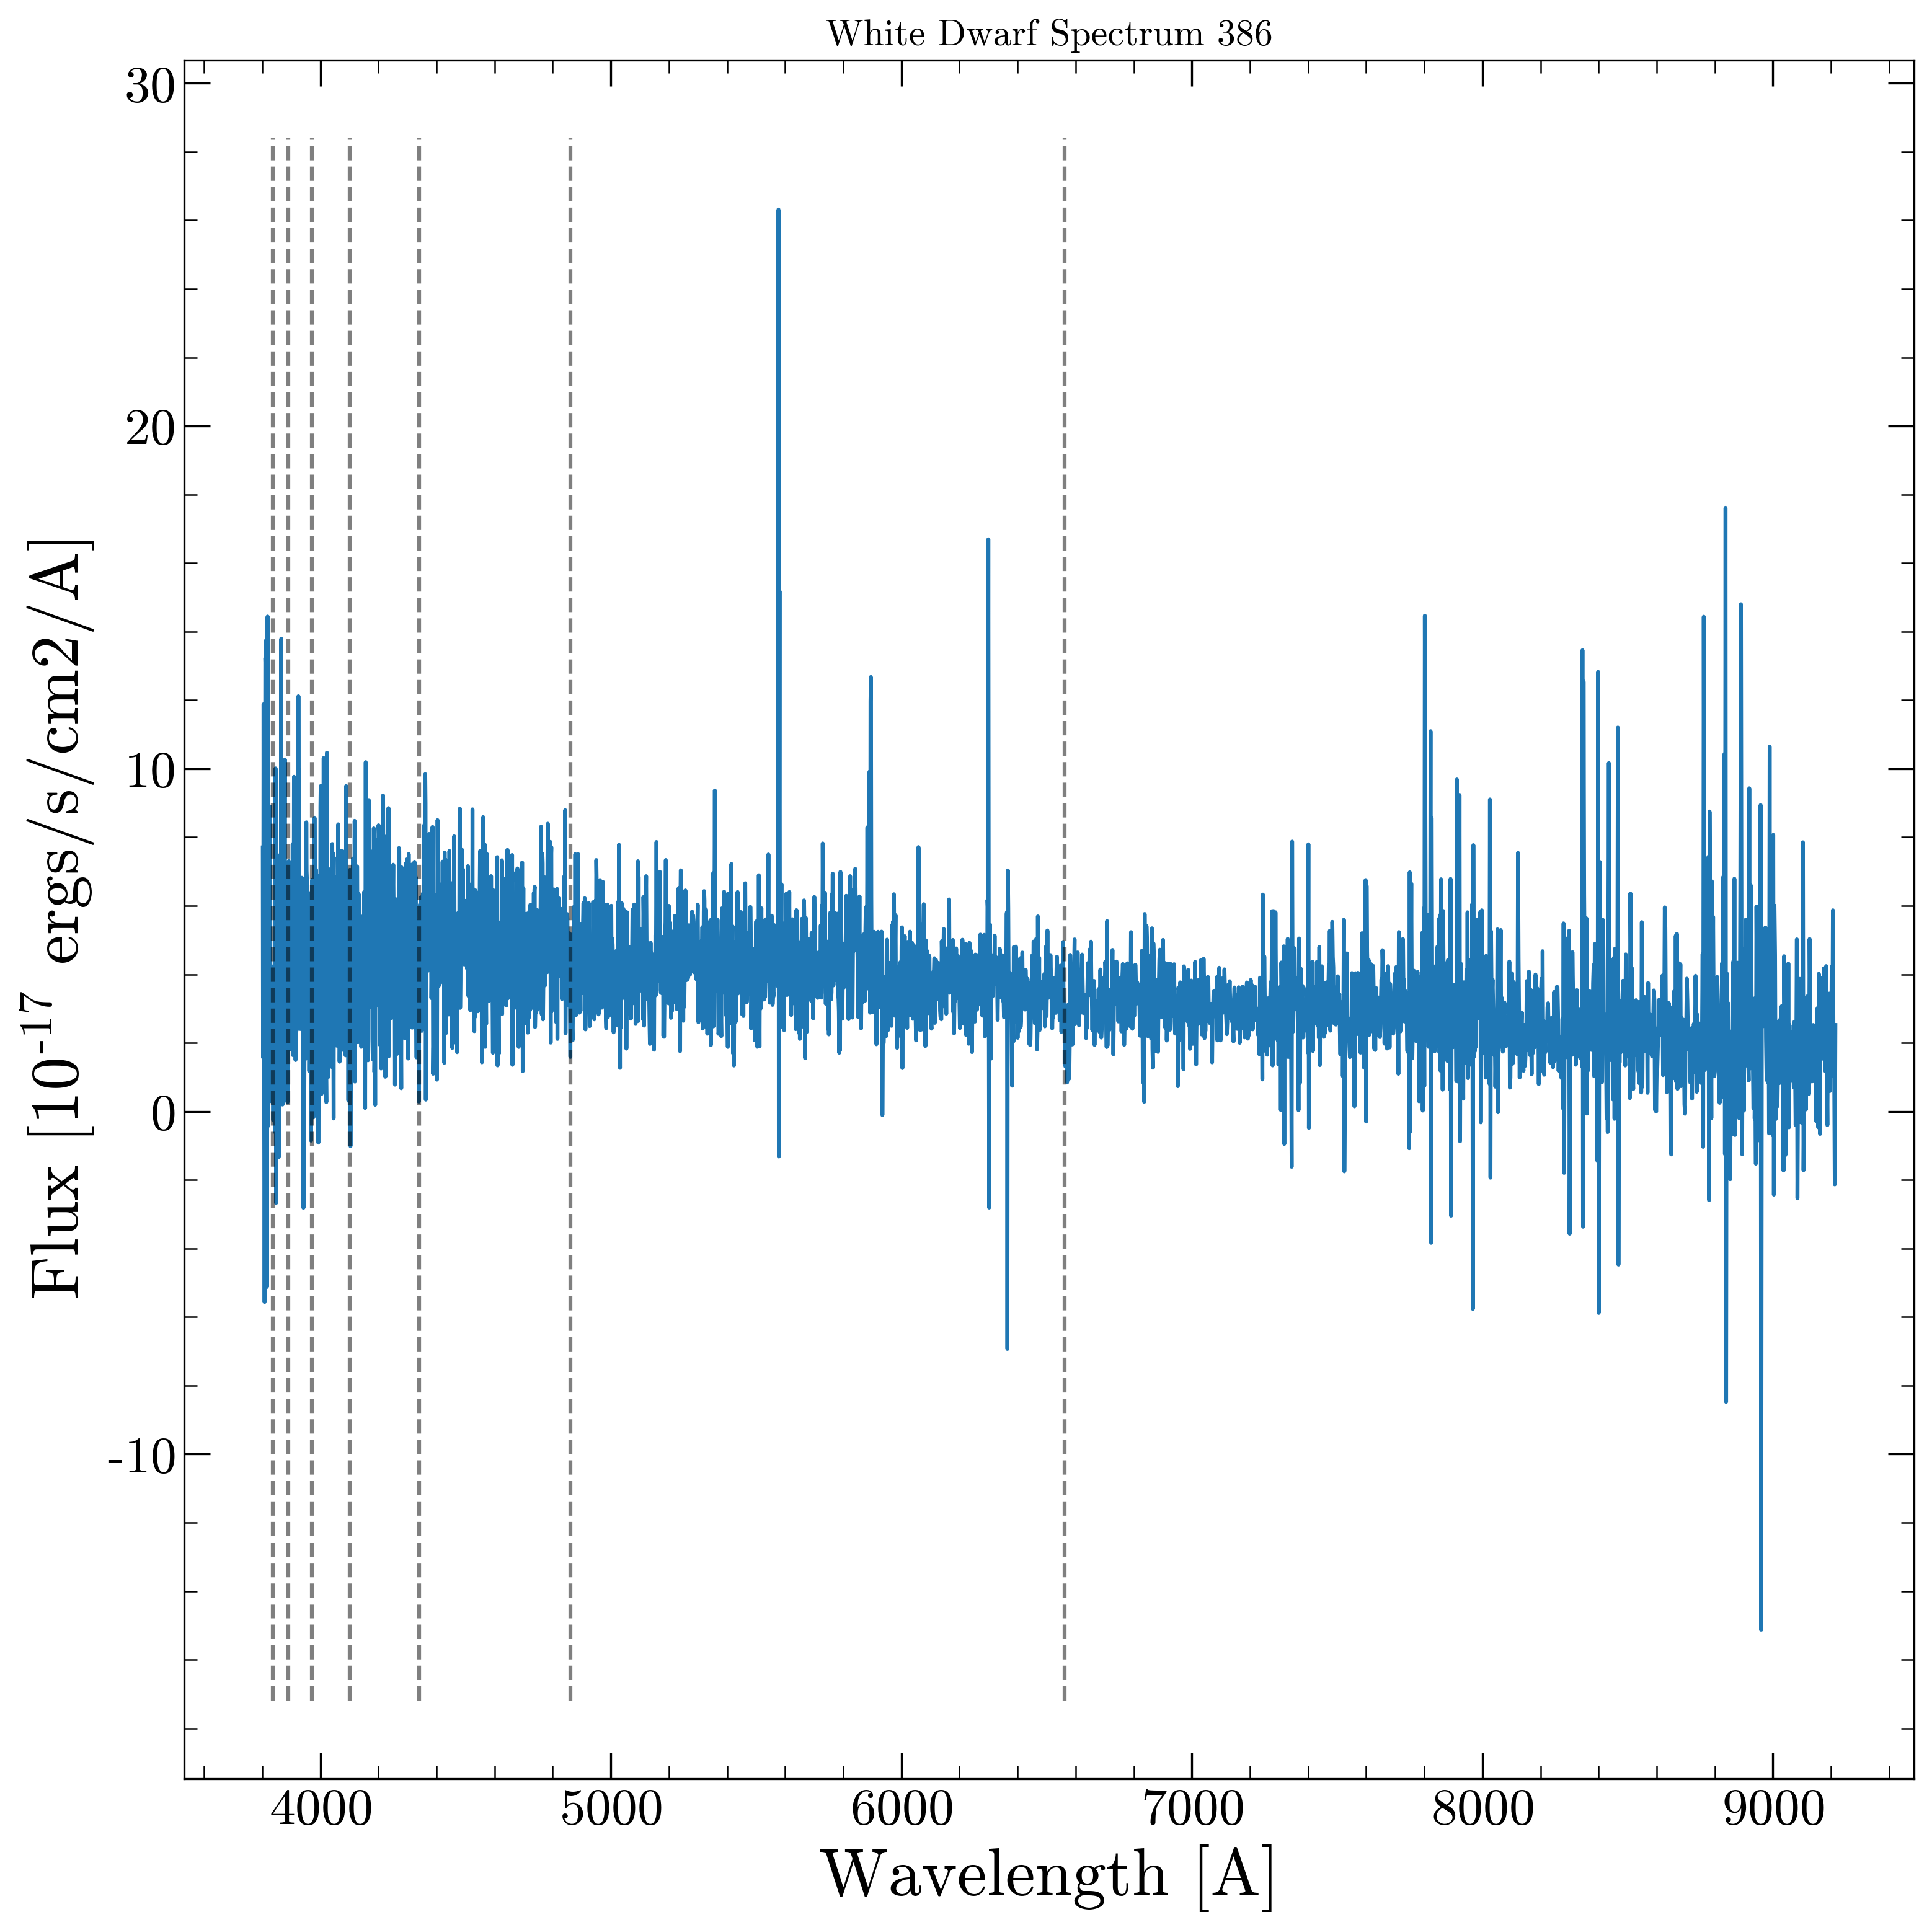 White Dwarf Spectrum 386
30
20
10
0
-10
Flux [10-17 ergs/s/cm2/A]
4000 5000 6000 7000 8000 9000
Wavelength [A]